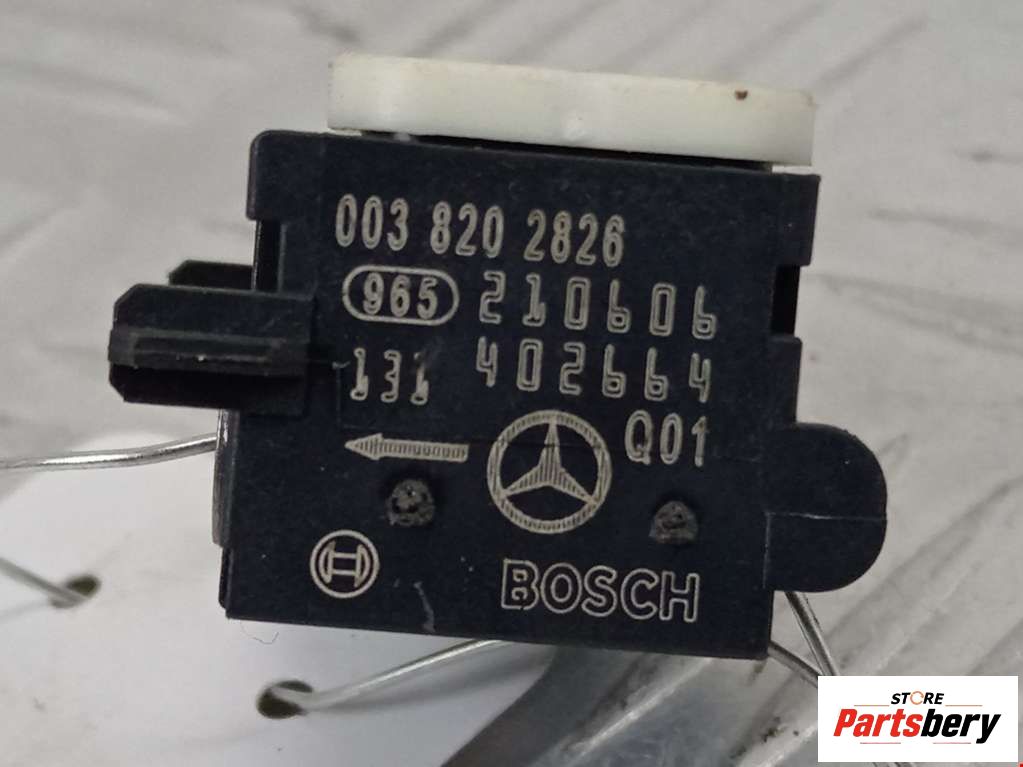 003 820 2826
965 210606
131 402664
Q01
BOSCH
STORE
Partsbery